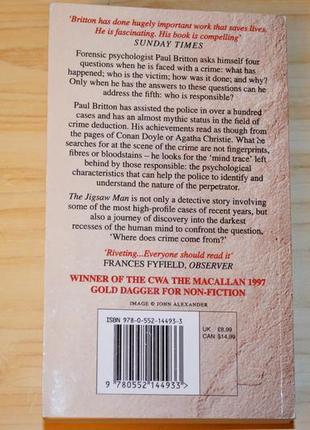 'Britton has done hugely important work that saves lives.
He is fascinating. His book is compelling'
SUNDAY TIMES
Forensic psychologist Paul Britton asks himself four
questions when he is faced with a crime: what has
happened; who is the victim; how was it done; and why?
Only when he has the answers to these questions can he
address the fifth: who is responsible?
Paul Britton has assisted the police in over a hundred
cases and has an almost mythic status in the field of
crime deduction. His achievements read as though from
the pages of Conan Doyle or Agatha Christie. What he
searches for at the scene of the crime are not fingerprints,
fibres or bloodstains – he looks for the 'mind trace' left
behind by those responsible: the psychological
characteristics that can help the police to identify and
understand the nature of the perpetrator.
The Jigsaw Man is not only a detective story involving
some of the most high-profile cases of recent years, but
also a journey of discovery into the darkest
recesses of the human mind to confront the question,
'Where does crime come from?'
'Riveting...Everyone should read it'
FRANCES FYFIELD, OBSERVER
WINNER OF THE CWA THE MACALLAN 1997
GOLD DAGGER FOR NON-FICTION
IMAGE © JOHN ALEXANDER
ISBN 978-0-552-14493-3
9 780552 144933 >
UK £8.99
CAN $14.99